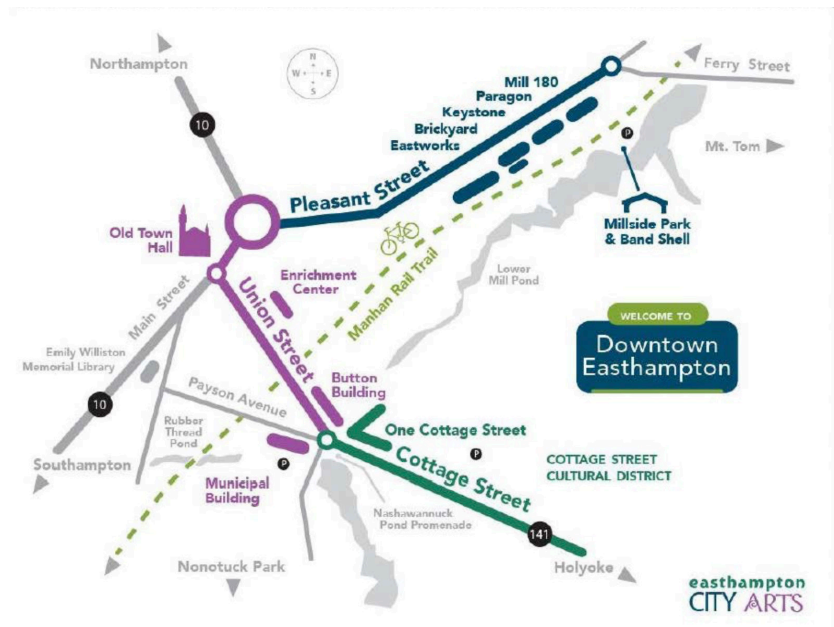 Northampton
N
W E
S
10
Ferry Street
Mill 180
Paragon
Keystone
Brickyard
Eastworks
P
Mt. Tom
Pleasant Street
Millside Park
& Band Shell
Old Town
Hall
Enrichment
Center
Lower
Mill Pond
Manhan Rail Trail
Union Street
Main Street
WELCOME TO
Downtown
Easthampton
Emily Williston
Memorial Library
Button
Building
Payson Avenue
10
Rubber
Thread
Pond
One Cottage Street
Southampton
P
P
Cottage Street
COTTAGE STREET
CULTURAL DISTRICT
Municipal
Building
Nashawannuck
Pond Promenade
141
Nonotuck Park
Holyoke
easthampton
CITY ARTS